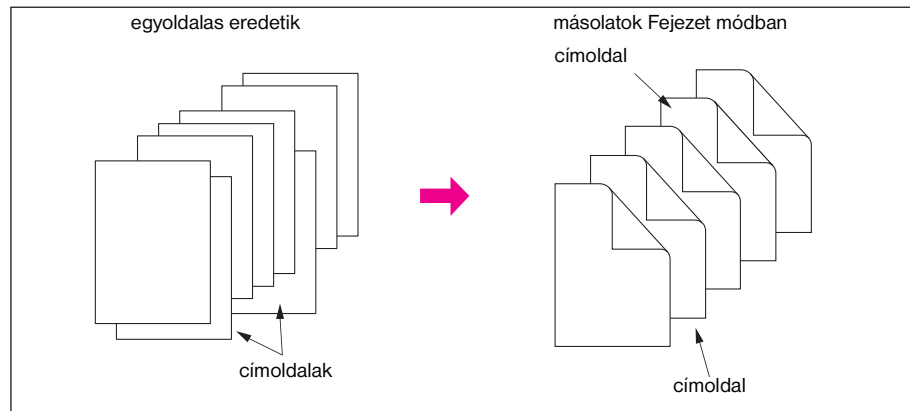 egyoldalas eredetik
másolatok Fejezet módban
címoldal
címoldalak
címoldal